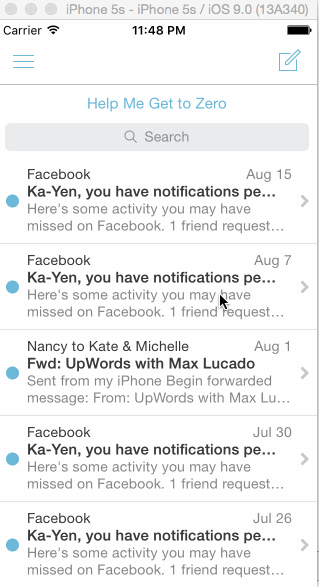 iPhone 5s - iPhone 5s / iOS 9.0 (13A340)
Carrier 11:48 PM
Help Me Get to Zero
Search
Facebook Aug 15
Ka-Yen, you have notifications pe...
Here's some activity you may have
missed on Facebook. 1 friend request...
Facebook Aug 7
Ka-Yen, you have notifications pe...
Here's some activity you may have
missed on Facebook. 1 friend request...
Nancy to Kate & Michelle Aug 1
Fwd: UpWords with Max Lucado
Sent from my iPhone Begin forwarded
message: From: UpWords with Max Lu...
Facebook Jul 30
Ka-Yen, you have notifications pe...
Here's some activity you may have
missed on Facebook. 1 friend request...
Facebook Jul 26
Ka-Yen, you have notifications pe...
Here's some activity you may have
missed on Facebook. 1 friend request...